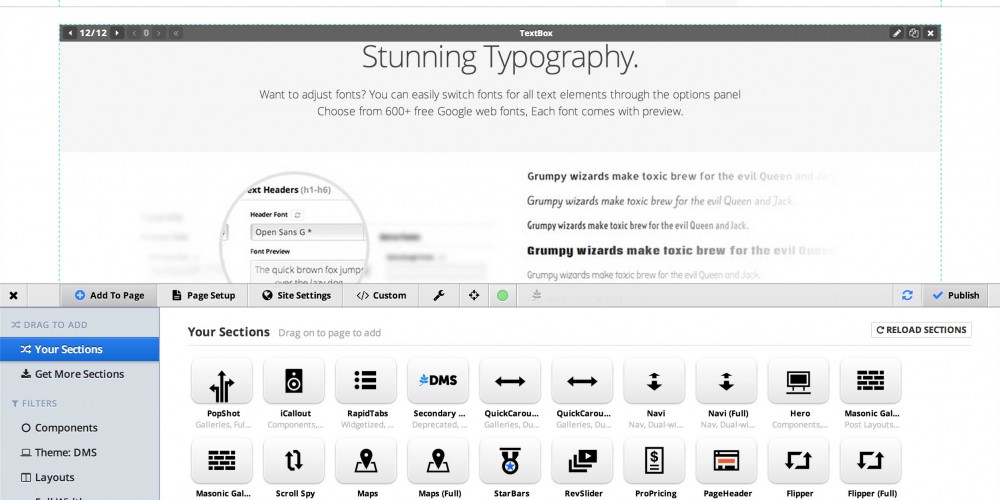 12/12
0
TextBox
Stunning Typography.
Want to adjust fonts? You can easily switch fonts for all text elements through the options panel
Choose from 600+ free Google web fonts, Each font comes with preview.
ext Headers (h1-h6)
Header Font
Open Sans G *
Font Preview
The quick brown fox jumps
over the lazy dog
Grumpy wizards make toxic brew for the evil Queen and
Grumpy wizards make toxic brew for the evil Queen and Jack.
Grumpy wizards make toxic brew for the evil Queen and Jack.
Grumpy wizards make toxic brew for the evil Queen
Grumpy wizards make toxic brew for the evil Queen and Jack.
Add To Page
Page Setup
Site Settings
</> Custom
Publish
DRAG TO ADD
Your Sections
Get More Sections
FILTERS
Components
Theme: DMS
Layouts
Full Width
Your Sections Drag on to page to add
RELOAD SECTIONS
DMS
PopShot
iCallout
RapidTabs
Secondary ...
QuickCarou...
QuickCarou...
Navi
Navi (Full)
Hero
Masonic Gal...
Galleries, Ful...
Components,...
Widgetized, ...
Deprecated, ...
Galleries, Du...
Galleries, Du...
Nav, Dual-wi...
Nav, Dual-wi...
Components,...
Post Layouts...
Masonic Gal...
Scroll Spy
Maps
Maps (Full)
StarBars
RevSlider
ProPricing
PageHeader
Flipper
Flipper (Full)